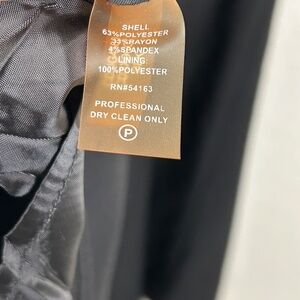 SHELL
63%POLYESTER
33%RAYON
4%SPANDEX
LINING:
100%POLYESTER
RN#54163
PROFESSIONAL
DRY CLEAN ONLY
P